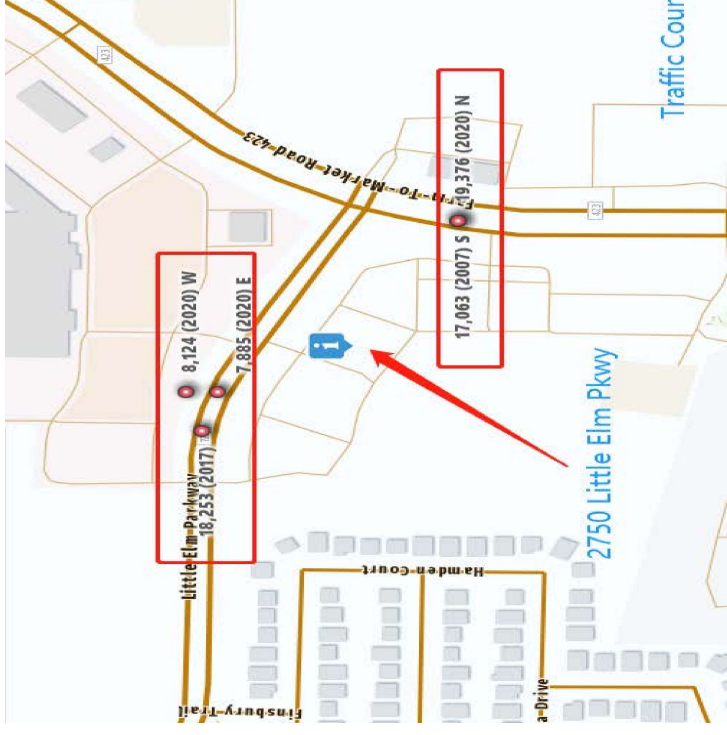 423
Farm-To-Market Road 423
Traffic Cour
8,124 (2020) W
7,885 (2020) E
17,063 (2007) S
19,376 (2020) N
423
Little Elm Parkway
18,253 (2017)
i
2750 Little Elm Pkwy
Hamden Court
Finsbury Trail
a Drive